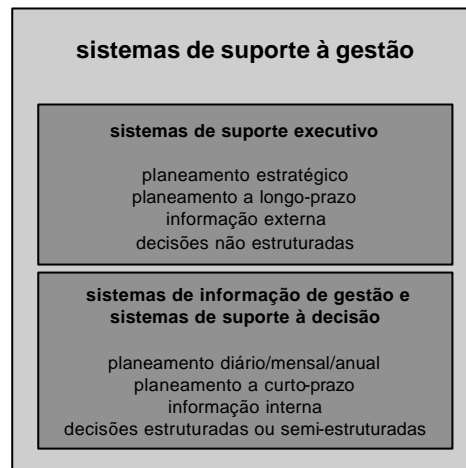 sistemas de suporte à gestão
sistemas de suporte executivo
planeamento estratégico
planeamento a longo-prazo
informação externa
decisões não estruturadas
sistemas de informação de gestão e
sistemas de suporte à decisão
planeamento diário/mensal/anual
planeamento a curto-prazo
informação interna
decisões estruturadas ou semi-estruturadas